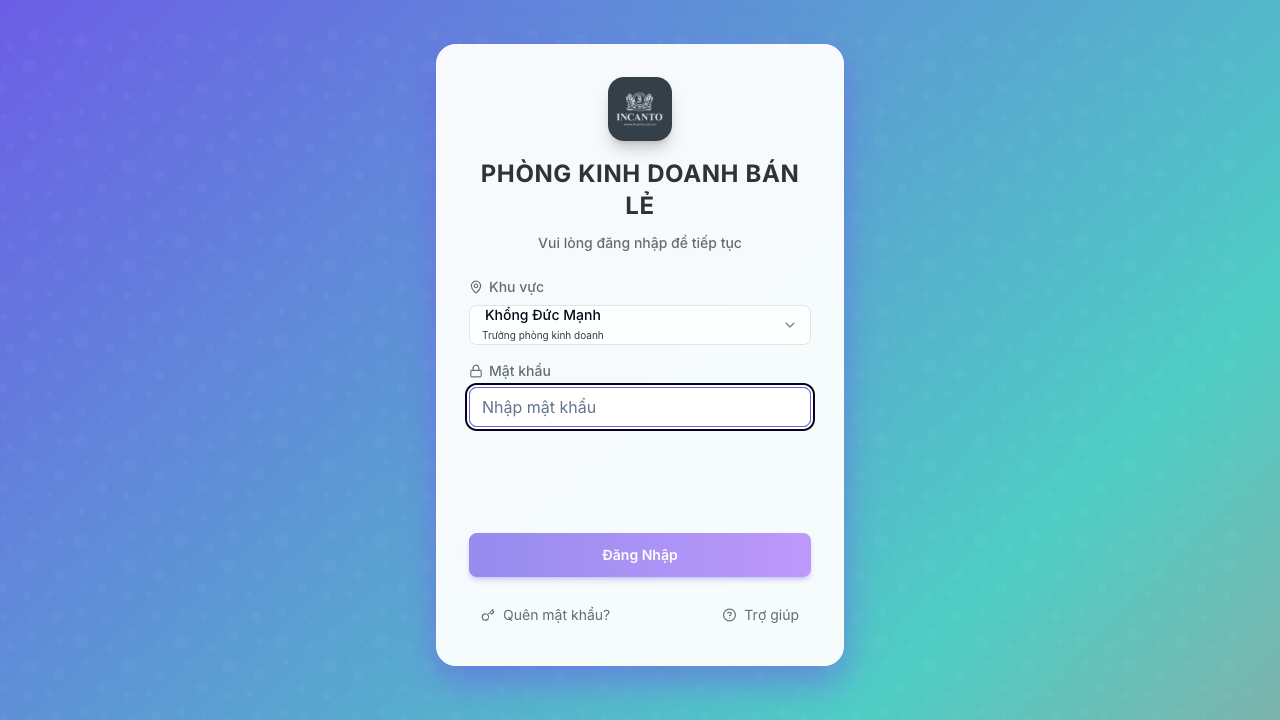 INCANTO
PHÒNG KINH DOANH BÁN
LẺ
Vui lòng đăng nhập để tiếp tục
Khu vực
Khổng Đức Mạnh
Trưởng phòng kinh doanh
Mật khẩu
Nhập mật khẩu
Đăng Nhập
Quên mật khẩu?
Trợ giúp